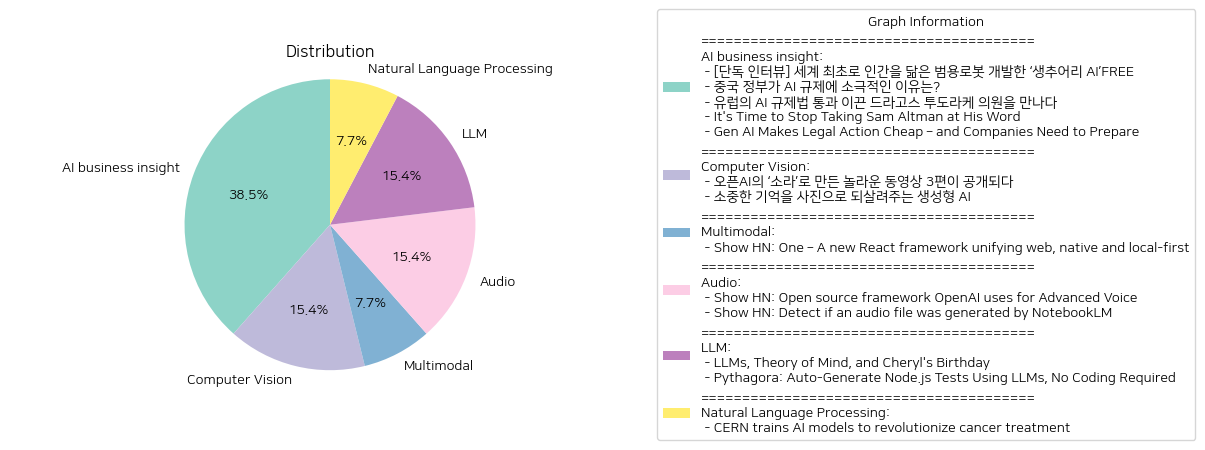 Distribution
Natural Language Processing
LLM
7.7%
AI business insight
15.4%
38.5%
15.4%
Audio
7.7%
15.4%
Multimodal
Computer Vision
Graph Information
========================================
AI business insight:
- [단독 인터뷰] 세계 최초로 인간을 닮은 범용로봇 개발한 ‘생추어리 AI’FREE
- 중국 정부가 AI 규제에 소극적인 이유는?
- 유럽의 AI 규제법 통과 이끈 드라고스 투도라케 의원을 만나다
- It's Time to Stop Taking Sam Altman at His Word
- Gen AI Makes Legal Action Cheap – and Companies Need to Prepare
========================================
Computer Vision:
- 오픈AI의 ‘소라’로 만든 놀라운 동영상 3편이 공개되다
- 소중한 기억을 사진으로 되살려주는 생성형 AI
========================================
Multimodal:
- Show HN: One – A new React framework unifying web, native and local-first
========================================
Audio:
- Show HN: Open source framework OpenAI uses for Advanced Voice
- Show HN: Detect if an audio file was generated by NotebookLM
========================================
LLM:
- LLMs, Theory of Mind, and Cheryl's Birthday
- Pythagora: Auto-Generate Node.js Tests Using LLMs, No Coding Required
========================================
Natural Language Processing:
- CERN trains AI models to revolutionize cancer treatment